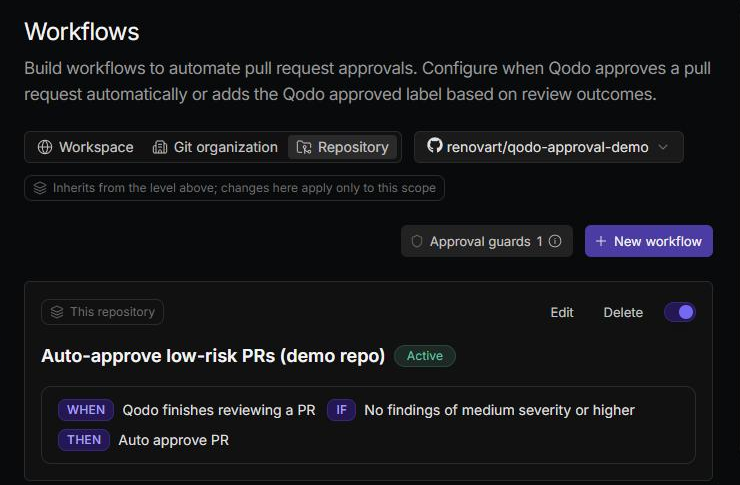 Workflows
Build workflows to automate pull request approvals. Configure when Qodo approves a pull
request automatically or adds the Qodo approved label based on review outcomes.
Workspace Git organization Repository renovart/qodo-approval-demo
Inherits from the level above; changes here apply only to this scope
Approval guards 1 + New workflow
This repository Edit Delete
Auto-approve low-risk PRs (demo repo) Active
WHEN Qodo finishes reviewing a PR IF No findings of medium severity or higher
THEN Auto approve PR